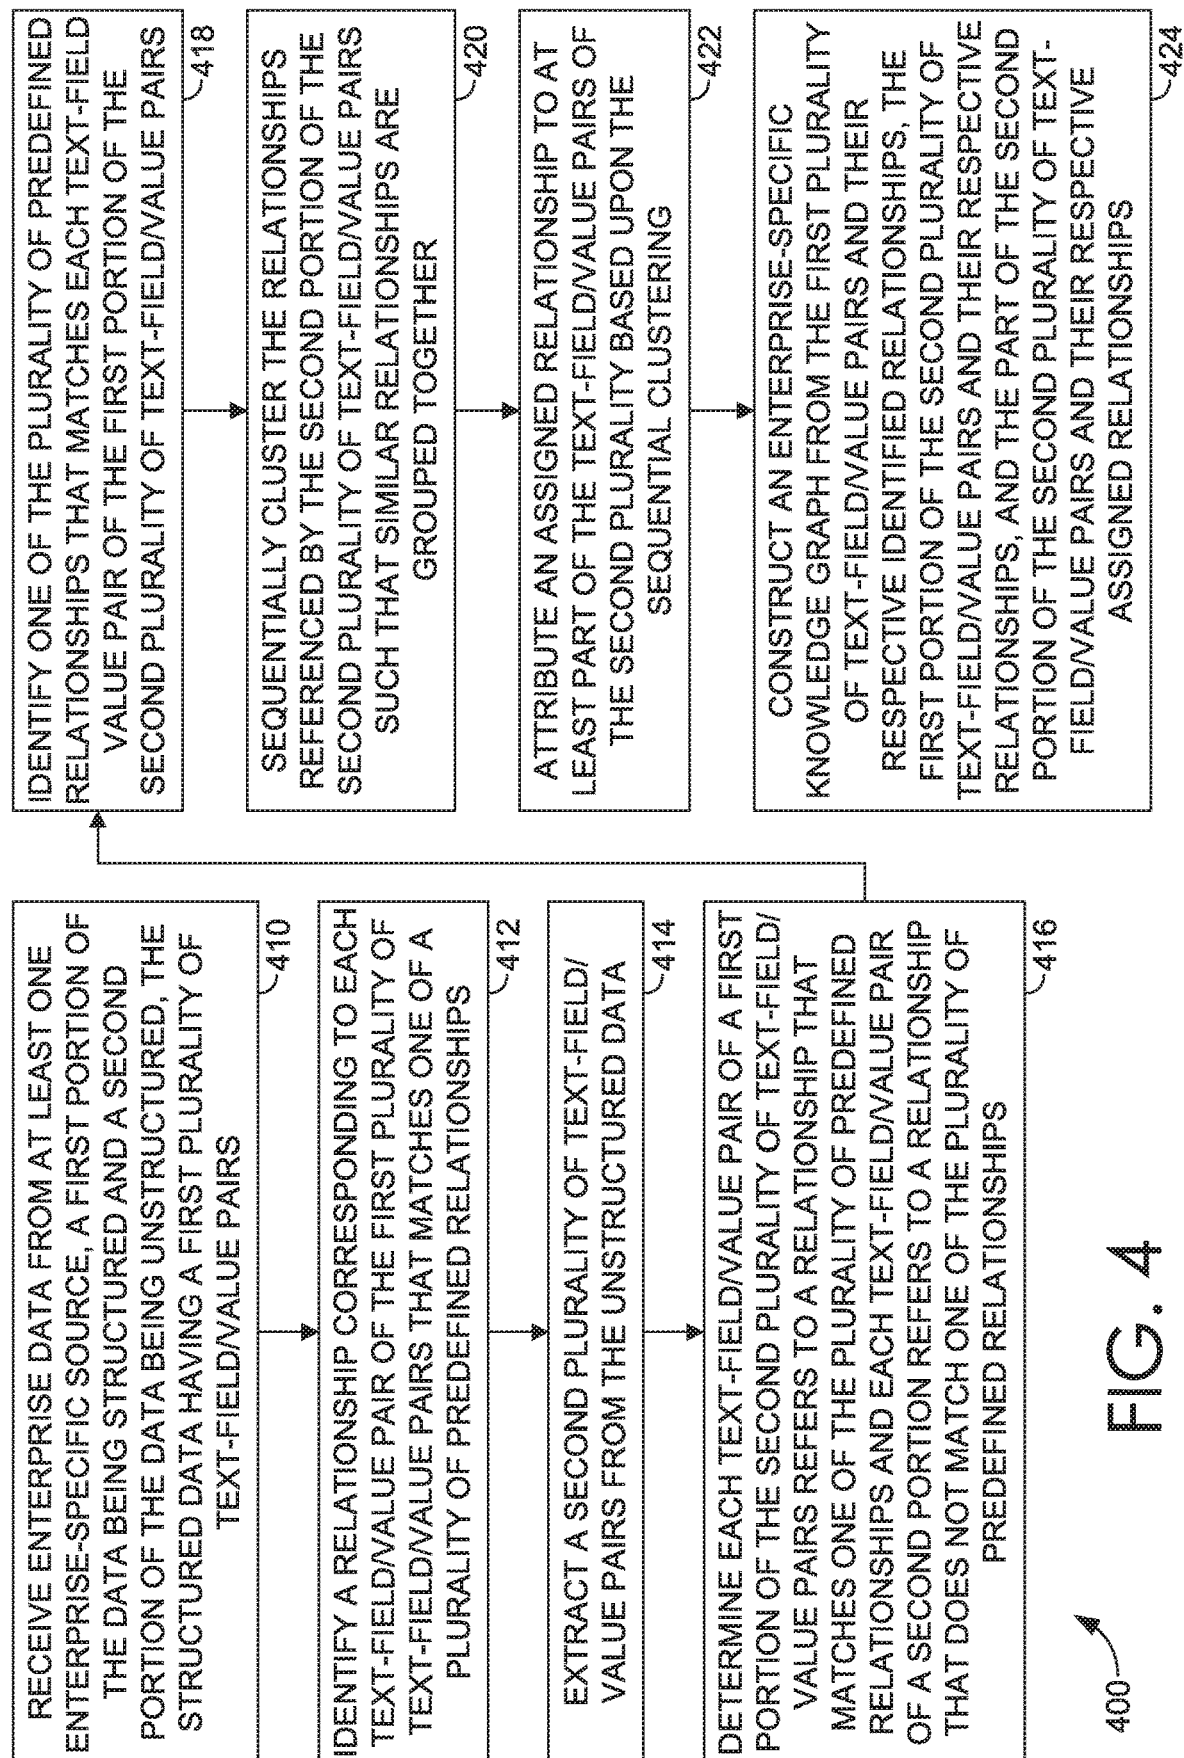 RECEIVE ENTERPRISE DATA FROM AT LEAST ONE
ENTERPRISE-SPECIFIC SOURCE, A FIRST PORTION OF
THE DATA BEING STRUCTURED AND A SECOND
PORTION OF THE DATA BEING UNSTRUCTURED, THE
STRUCTURED DATA HAVING A FIRST PLURALITY OF
TEXT-FIELD/VALUE PAIRS
410
IDENTIFY A RELATIONSHIP CORRESPONDING TO EACH
TEXT-FIELD/VALUE PAIR OF THE FIRST PLURALITY OF
TEXT-FIELD/VALUE PAIRS THAT MATCHES ONE OF A
PLURALITY OF PREDEFINED RELATIONSHIPS
412
EXTRACT A SECOND PLURALITY OF TEXT-FIELD/
VALUE PAIRS FROM THE UNSTRUCTURED DATA
414
DETERMINE EACH TEXT-FIELD/VALUE PAIR OF A FIRST
PORTION OF THE SECOND PLURALITY OF TEXT-FIELD/
VALUE PAIRS REFERS TO A RELATIONSHIP THAT
MATCHES ONE OF THE PLURALITY OF PREDEFINED
RELATIONSHIPS AND EACH TEXT-FIELD/VALUE PAIR
OF A SECOND PORTION REFERS TO A RELATIONSHIP
THAT DOES NOT MATCH ONE OF THE PLURALITY OF
PREDEFINED RELATIONSHIPS
416
IDENTIFY ONE OF THE PLURALITY OF PREDEFINED
RELATIONSHIPS THAT MATCHES EACH TEXT-FIELD
VALUE PAIR OF THE FIRST PORTION OF THE
SECOND PLURALITY OF TEXT-FIELD/VALUE PAIRS
418
SEQUENTIALLY CLUSTER THE RELATIONSHIPS
REFERENCED BY THE SECOND PORTION OF THE
SECOND PLURALITY OF TEXT-FIELD/VALUE PAIRS
SUCH THAT SIMILAR RELATIONSHIPS ARE
GROUPED TOGETHER
420
ATTRIBUTE AN ASSIGNED RELATIONSHIP TO AT
LEAST PART OF THE TEXT-FIELD/VALUE PAIRS OF
THE SECOND PLURALITY BASED UPON THE
SEQUENTIAL CLUSTERING
422
CONSTRUCT AN ENTERPRISE-SPECIFIC
KNOWLEDGE GRAPH FROM THE FIRST PLURALITY
OF TEXT-FIELD/VALUE PAIRS AND THEIR
RESPECTIVE IDENTIFIED RELATIONSHIPS, THE
FIRST PORTION OF THE SECOND PLURALITY OF
TEXT-FIELD/VALUE PAIRS AND THEIR RESPECTIVE
RELATIONSHIPS, AND THE PART OF THE SECOND
PORTION OF THE SECOND PLURALITY OF TEXT-
FIELD/VALUE PAIRS AND THEIR RESPECTIVE
ASSIGNED RELATIONSHIPS
424
400
FIG. 4